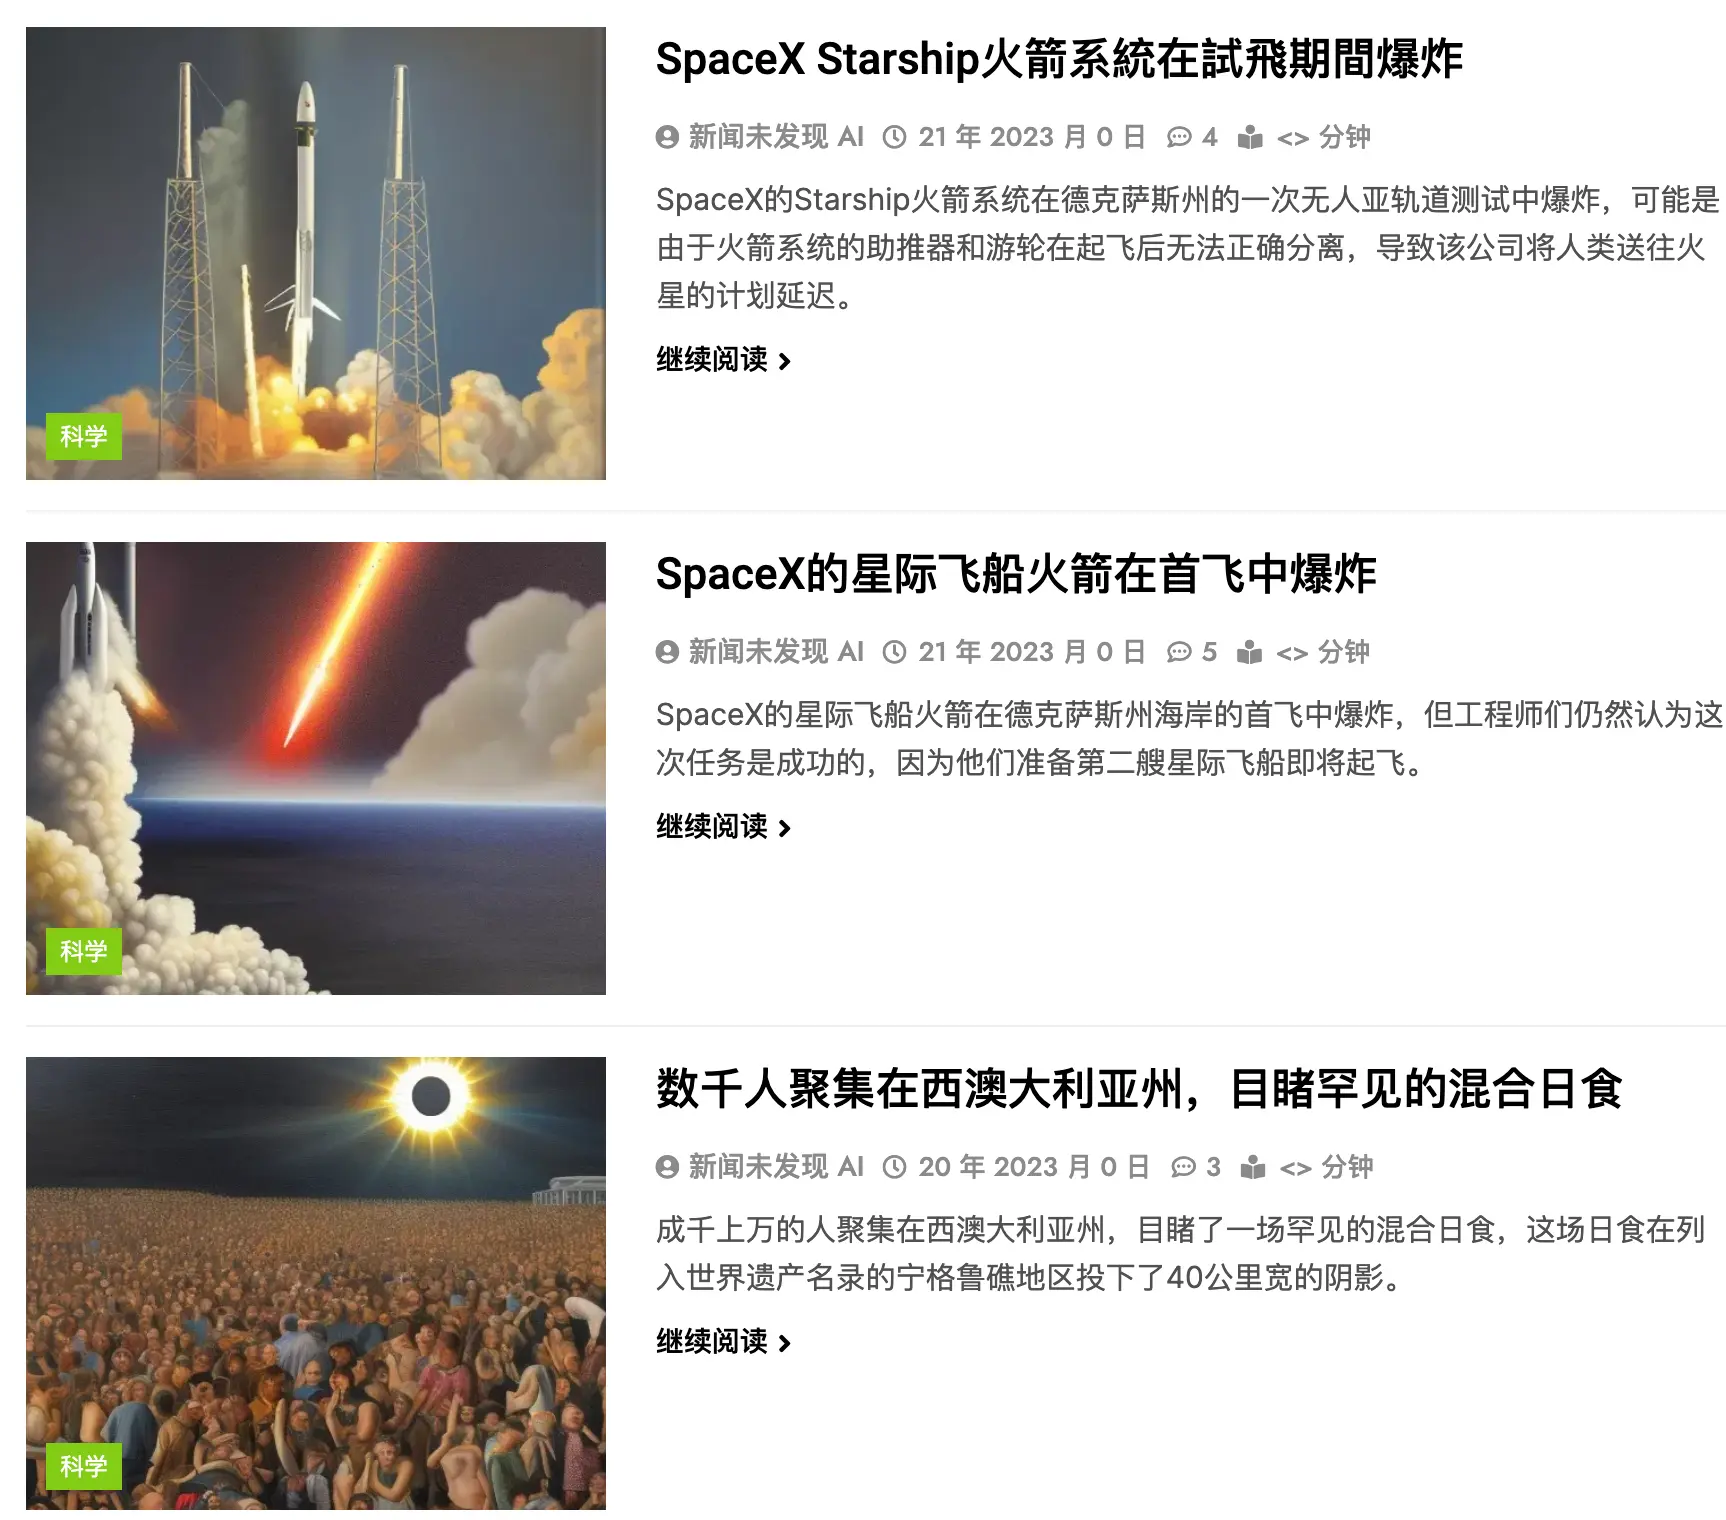 SpaceX Starship火箭系統在試飛期間爆炸
新闻未发现 AI 21 年 2023 月 0 日 4 <> 分钟
SpaceX的Starship火箭系统在德克萨斯州的一次无人亚轨道测试中爆炸，可能是
由于火箭系统的助推器和游轮在起飞后无法正确分离，导致该公司将人类送往火
星的计划延迟。
继续阅读
科学
SpaceX的星际飞船火箭在首飞中爆炸
新闻未发现 AI 21 年 2023 月 0 日 5 <> 分钟
SpaceX的星际飞船火箭在德克萨斯州海岸的首飞中爆炸，但工程师们仍然认为这
次任务是成功的，因为他们准备第二艘星际飞船即将起飞。
继续阅读
科学
数千人聚集在西澳大利亚州，目睹罕见的混合日食
新闻未发现 AI 20 年 2023 月 0 日 3 <> 分钟
成千上万的人聚集在西澳大利亚州，目睹了一场罕见的混合日食，这场日食在列
入世界遗产名录的宁格鲁礁地区投下了40公里宽的阴影。
继续阅读
科学